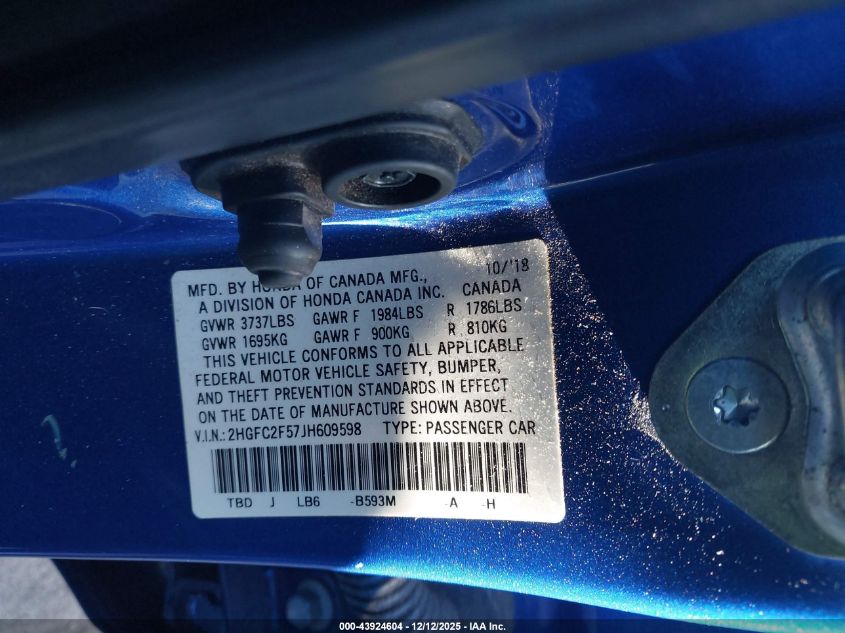 10/'18
MFD. BY HONDA OF CANADA MFG.,
A DIVISION OF HONDA CANADA INC. CANADA
GVWR 3737LBS GAWR F 1984LBS R 1786LBS
GVWR 1695KG GAWR F 900KG R 810KG
THIS VEHICLE CONFORMS TO ALL APPLICABLE
FEDERAL MOTOR VEHICLE SAFETY, BUMPER,
AND THEFT PREVENTION STANDARDS IN EFFECT
ON THE DATE OF MANUFACTURE SHOWN ABOVE.
V.I.N.: 2HGFC2F57JH609598 TYPE: PASSENGER CAR
TBD J LB6 -B593M -A -H
000-43924604 - 12/12/2025 - IAA Inc.